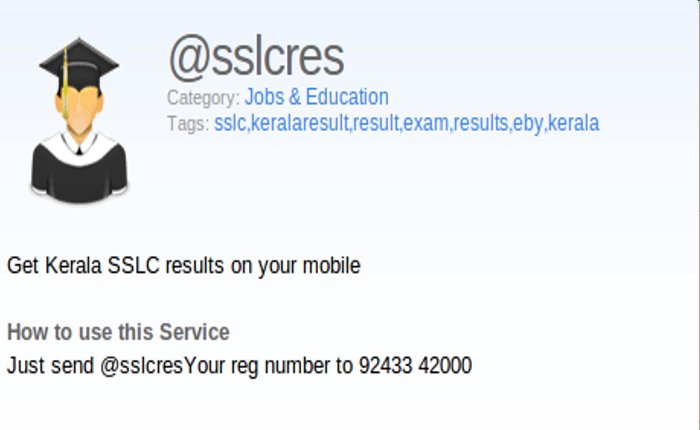 @sslcres
Category: Jobs & Education
Tags: sslc,keralaresult,result,exam,results,eby,kerala
Get Kerala SSLC results on your mobile
How to use this Service
Just send @sslcresYour reg number to 92433 42000